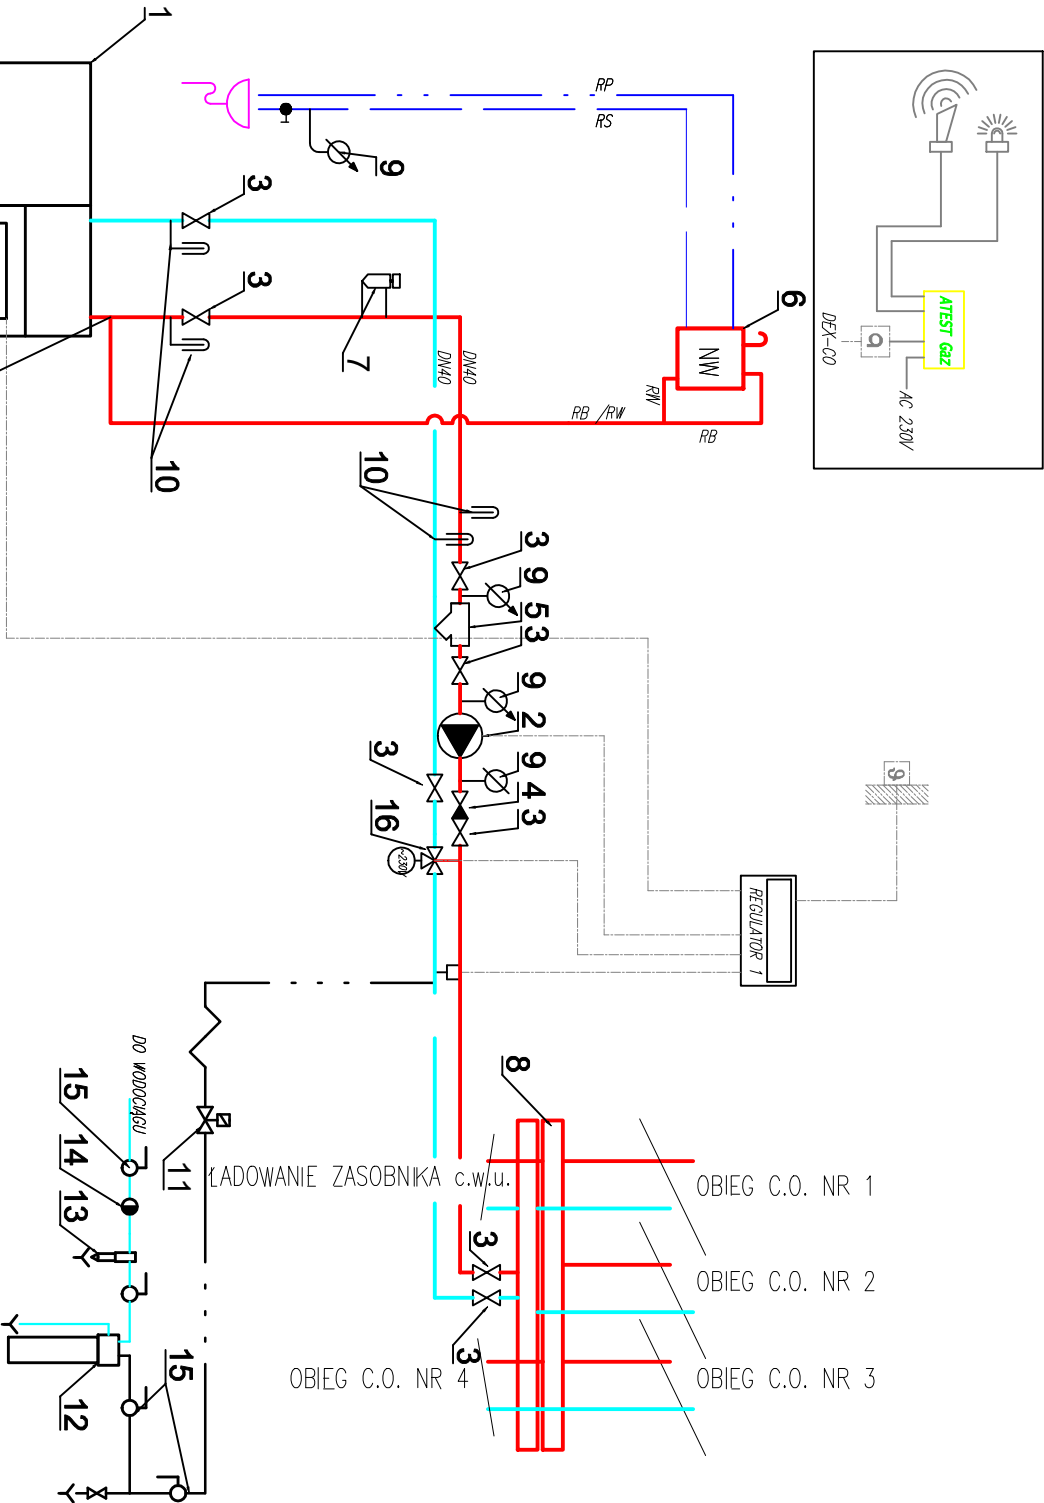 1
RP
RS
9
3
3
10
7
DN40
DN40
6
NW
RW
RB /RW
RB
ATEST Gaz
DEX-CO
AC 230V
10
3
9
5
3
9
2
9
4
3
3
16
~230V
REGULATOR 1
8
ŁADOWANIE ZASOBNIKA c.w.u.
OBIEG C.O. NR 1
OBIEG C.O. NR 2
OBIEG C.O. NR 3
OBIEG C.O. NR 4
3
3
11
DO WODOCIAGU
15
14
13
12
15